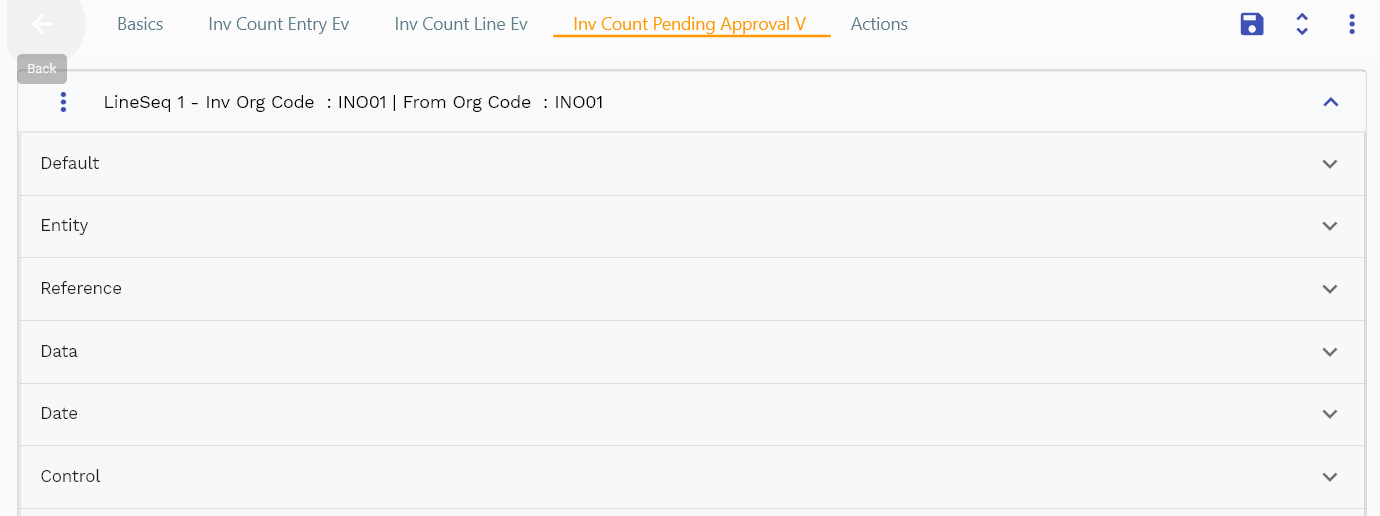 Basics Inv Count Entry Ev Inv Count Line Ev Inv Count Pending Approval V Actions
Back
LineSeq 1 - Inv Org Code : INO01 | From Org Code : INO01
Default
Entity
Reference
Data
Date
Control